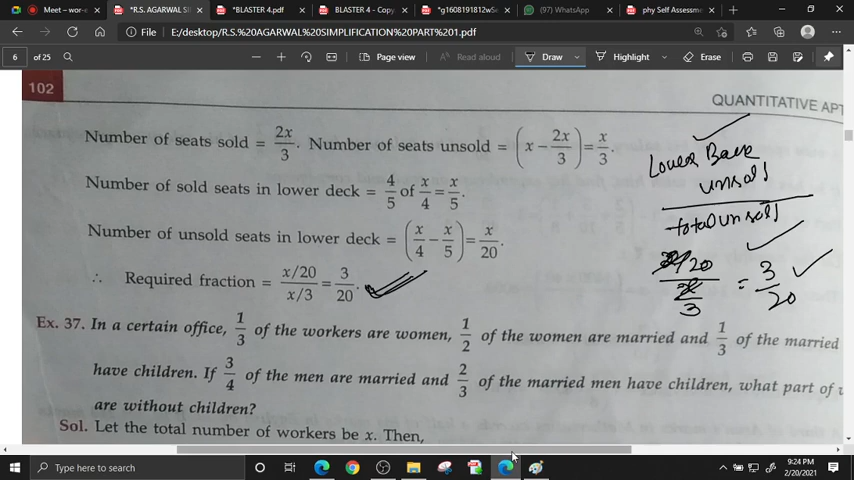 Meet – wor-e
*R.S. AGARWAL S
*BLASTER 4.pdf
BLASTER 4 - Copy
*g1608191812wSe
(97) WhatsApp
phy Self Assessm
File | E:/desktop/R.S.%20AGARWAL%20SIMPLIFICATION%20PART%201.pdf
6 of 25
Page view
Read aloud
Draw
Highlight
Erase
102
QUANTITATIVE APT
Number of seats sold = 2x/3. Number of seats unsold = (x − 2x/3) = x/3.
Number of sold seats in lower deck = 4/5 of x/4 = x/5.
Number of unsold seats in lower deck = (x/4 − x/5) = x/20.
∴ Required fraction = (x/20)/(x/3) = 3/20.
unsold
total unsold
= 3/20
Ex. 37. In a certain office, 1/3 of the workers are women, 1/2 of the women are married and 1/3 of the married
have children. If 3/4 of the men are married and 2/3 of the married men have children, what part of
are without children?
Sol. Let the total number of workers be x. Then,
Type here to search
ENG
9:24 PM
2/20/2021